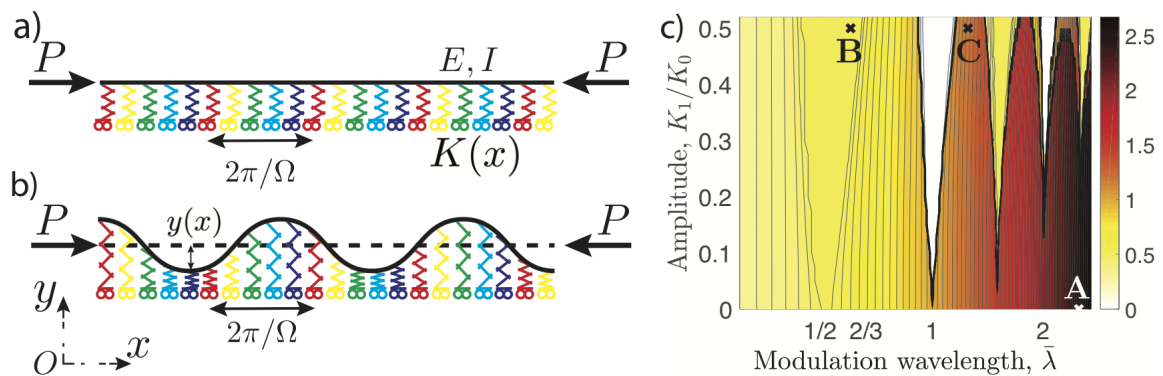 a)
P
E, I
P
2π/Ω
K(x)
b)
P
y(x)
P
2π/Ω
y
O
x
c)
Amplitude, K₁/K₀
0.5
0.4
0.3
0.2
0.1
0
B
C
A
1/2 2/3 1 2
Modulation wavelength, λ̄
2.5
2
1.5
1
0.5
0